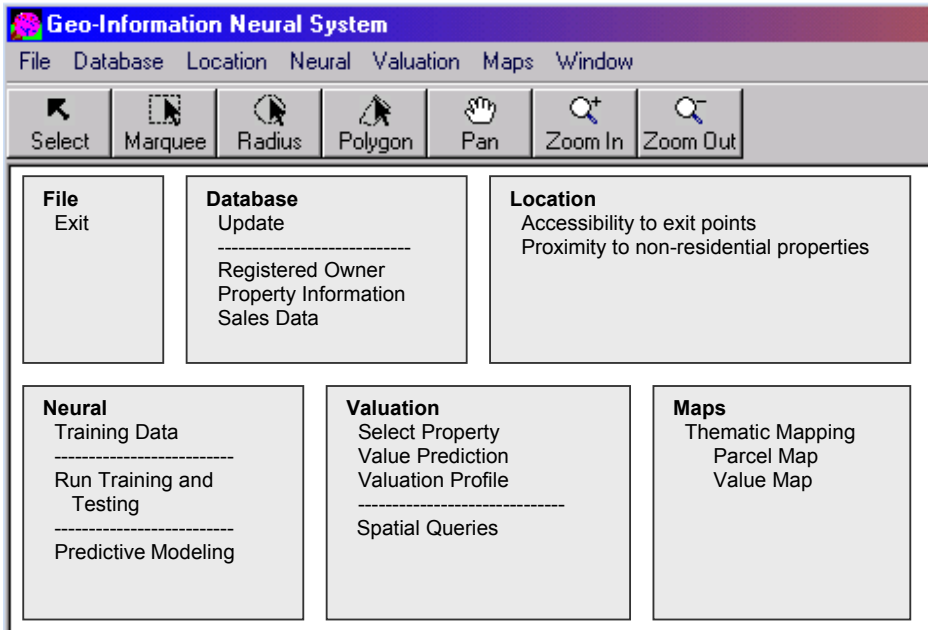 Geo-Information Neural System
File Database Location Neural Valuation Maps Window
Select Marquee Radius Polygon Pan Zoom In Zoom Out
File
Exit
Database
Update
----------------------------
Registered Owner
Property Information
Sales Data
Location
Accessibility to exit points
Proximity to non-residential properties
Neural
Training Data
--------------------------
Run Training and
Testing
--------------------------
Predictive Modeling
Valuation
Select Property
Value Prediction
Valuation Profile
------------------------------
Spatial Queries
Maps
Thematic Mapping
Parcel Map
Value Map